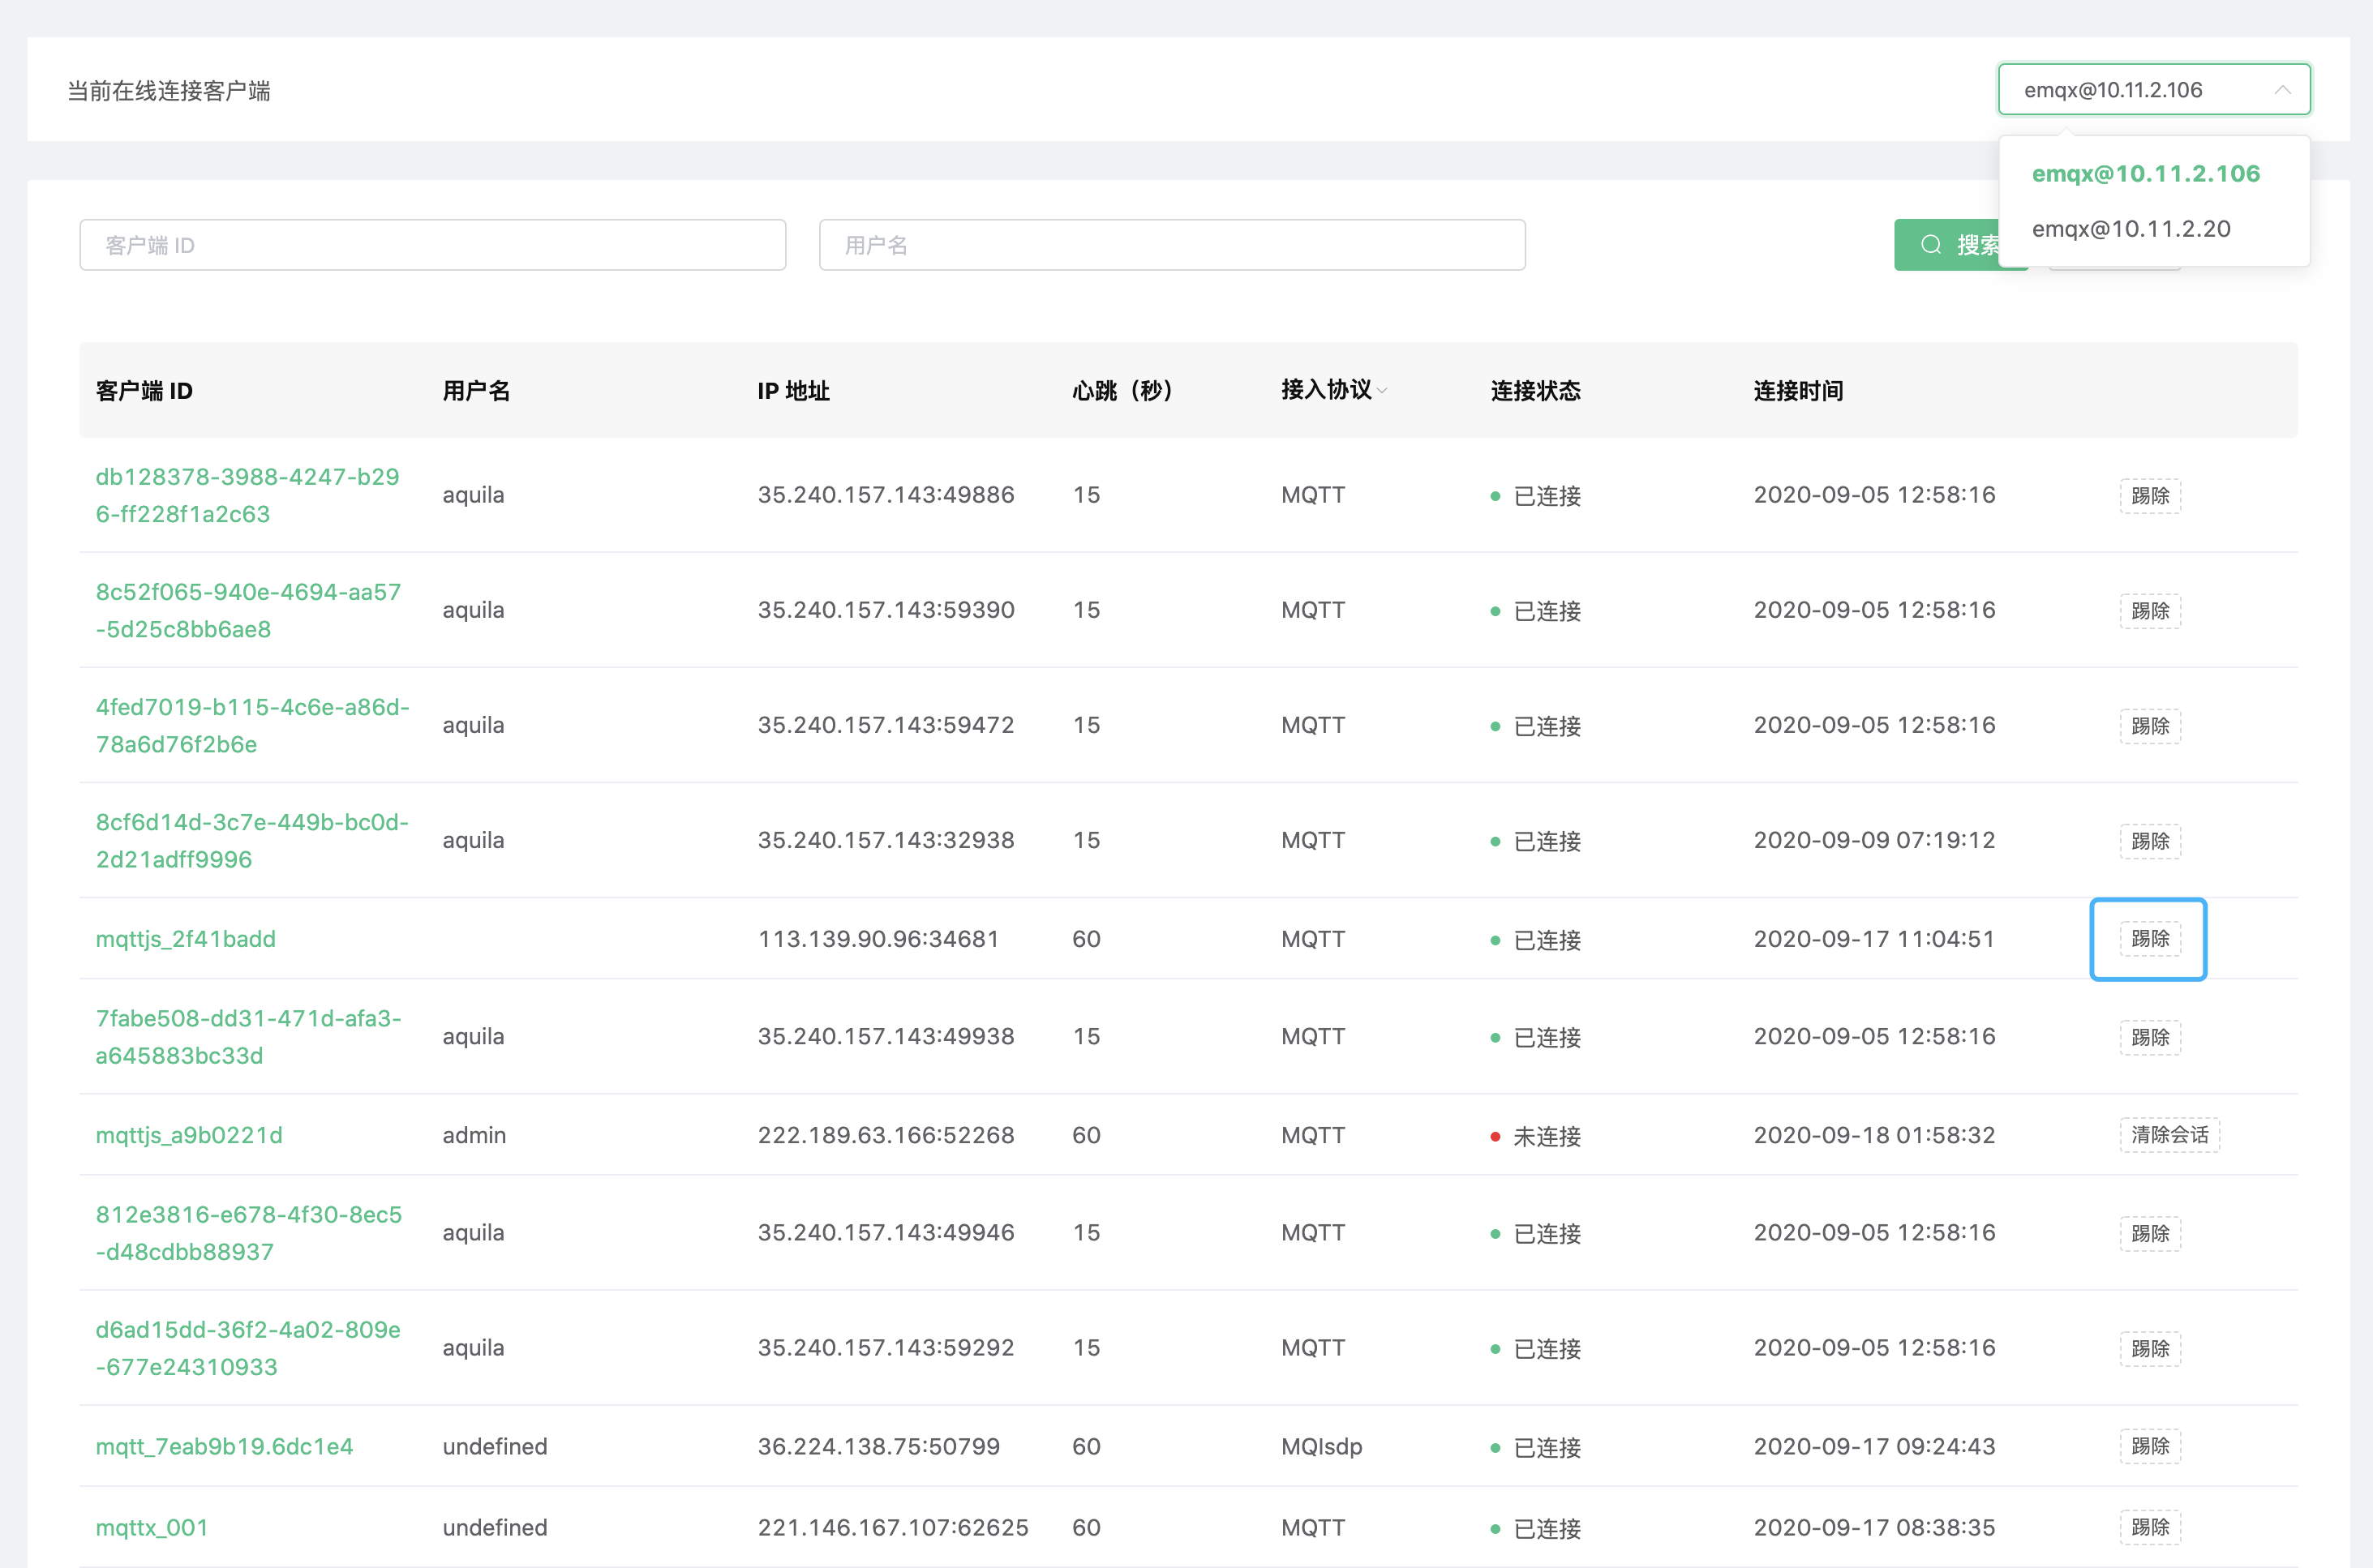 当前在线连接客户端
emqx@10.11.2.106
emqx@10.11.2.106
emqx@10.11.2.20
客户端 ID
用户名
搜索
客户端 ID 用户名 IP 地址 心跳（秒） 接入协议 连接状态 连接时间
db128378-3988-4247-b29
6-ff228f1a2c63
aquila 35.240.157.143:49886 15 MQTT 已连接 2020-09-05 12:58:16 踢除
8c52f065-940e-4694-aa57
-5d25c8bb6ae8
aquila 35.240.157.143:59390 15 MQTT 已连接 2020-09-05 12:58:16 踢除
4fed7019-b115-4c6e-a86d-
78a6d76f2b6e
aquila 35.240.157.143:59472 15 MQTT 已连接 2020-09-05 12:58:16 踢除
8cf6d14d-3c7e-449b-bc0d-
2d21adff9996
aquila 35.240.157.143:32938 15 MQTT 已连接 2020-09-09 07:19:12 踢除
mqttjs_2f41badd 113.139.90.96:34681 60 MQTT 已连接 2020-09-17 11:04:51 踢除
7fabe508-dd31-471d-afa3-
a645883bc33d
aquila 35.240.157.143:49938 15 MQTT 已连接 2020-09-05 12:58:16 踢除
mqttjs_a9b0221d admin 222.189.63.166:52268 60 MQTT 未连接 2020-09-18 01:58:32 清除会话
812e3816-e678-4f30-8ec5
-d48cdbb88937
aquila 35.240.157.143:49946 15 MQTT 已连接 2020-09-05 12:58:16 踢除
d6ad15dd-36f2-4a02-809e
-677e24310933
aquila 35.240.157.143:59292 15 MQTT 已连接 2020-09-05 12:58:16 踢除
mqtt_7eab9b19.6dc1e4 undefined 36.224.138.75:50799 60 MQIsdp 已连接 2020-09-17 09:24:43 踢除
mqttx_001 undefined 221.146.167.107:62625 60 MQTT 已连接 2020-09-17 08:38:35 踢除